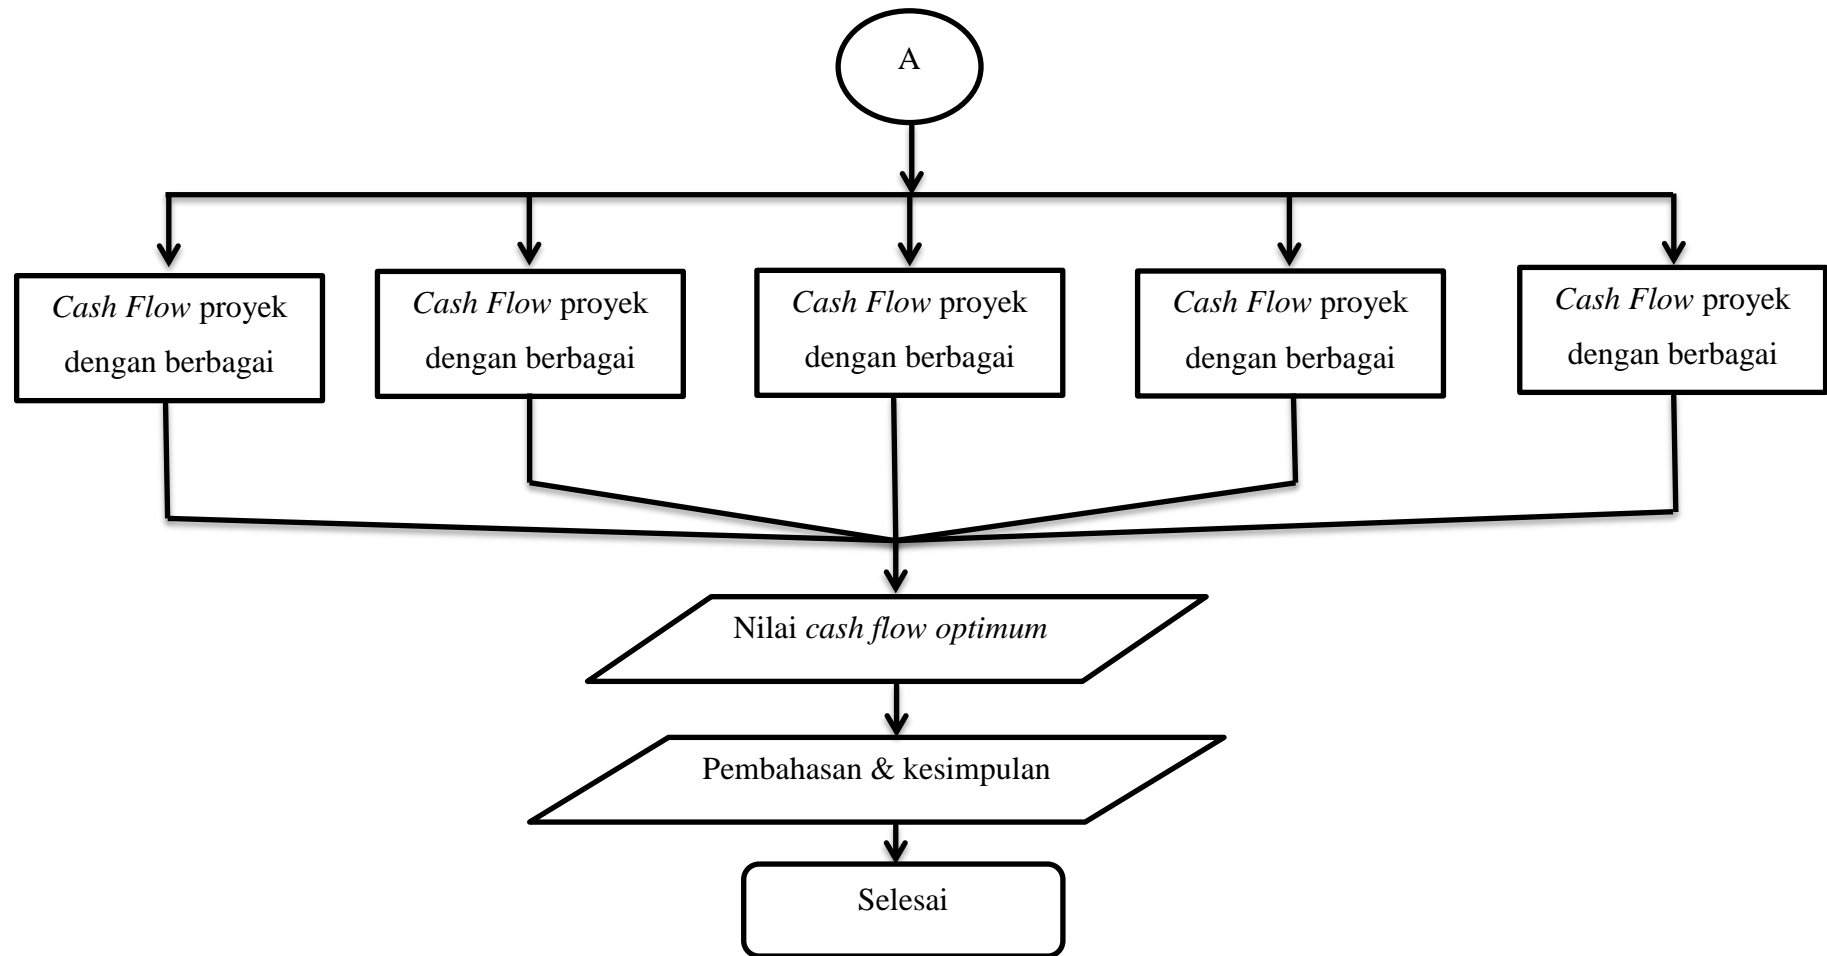 A
Cash Flow proyek
dengan berbagai
Cash Flow proyek
dengan berbagai
Cash Flow proyek
dengan berbagai
Cash Flow proyek
dengan berbagai
Cash Flow proyek
dengan berbagai
Nilai cash flow optimum
Pembahasan & kesimpulan
Selesai